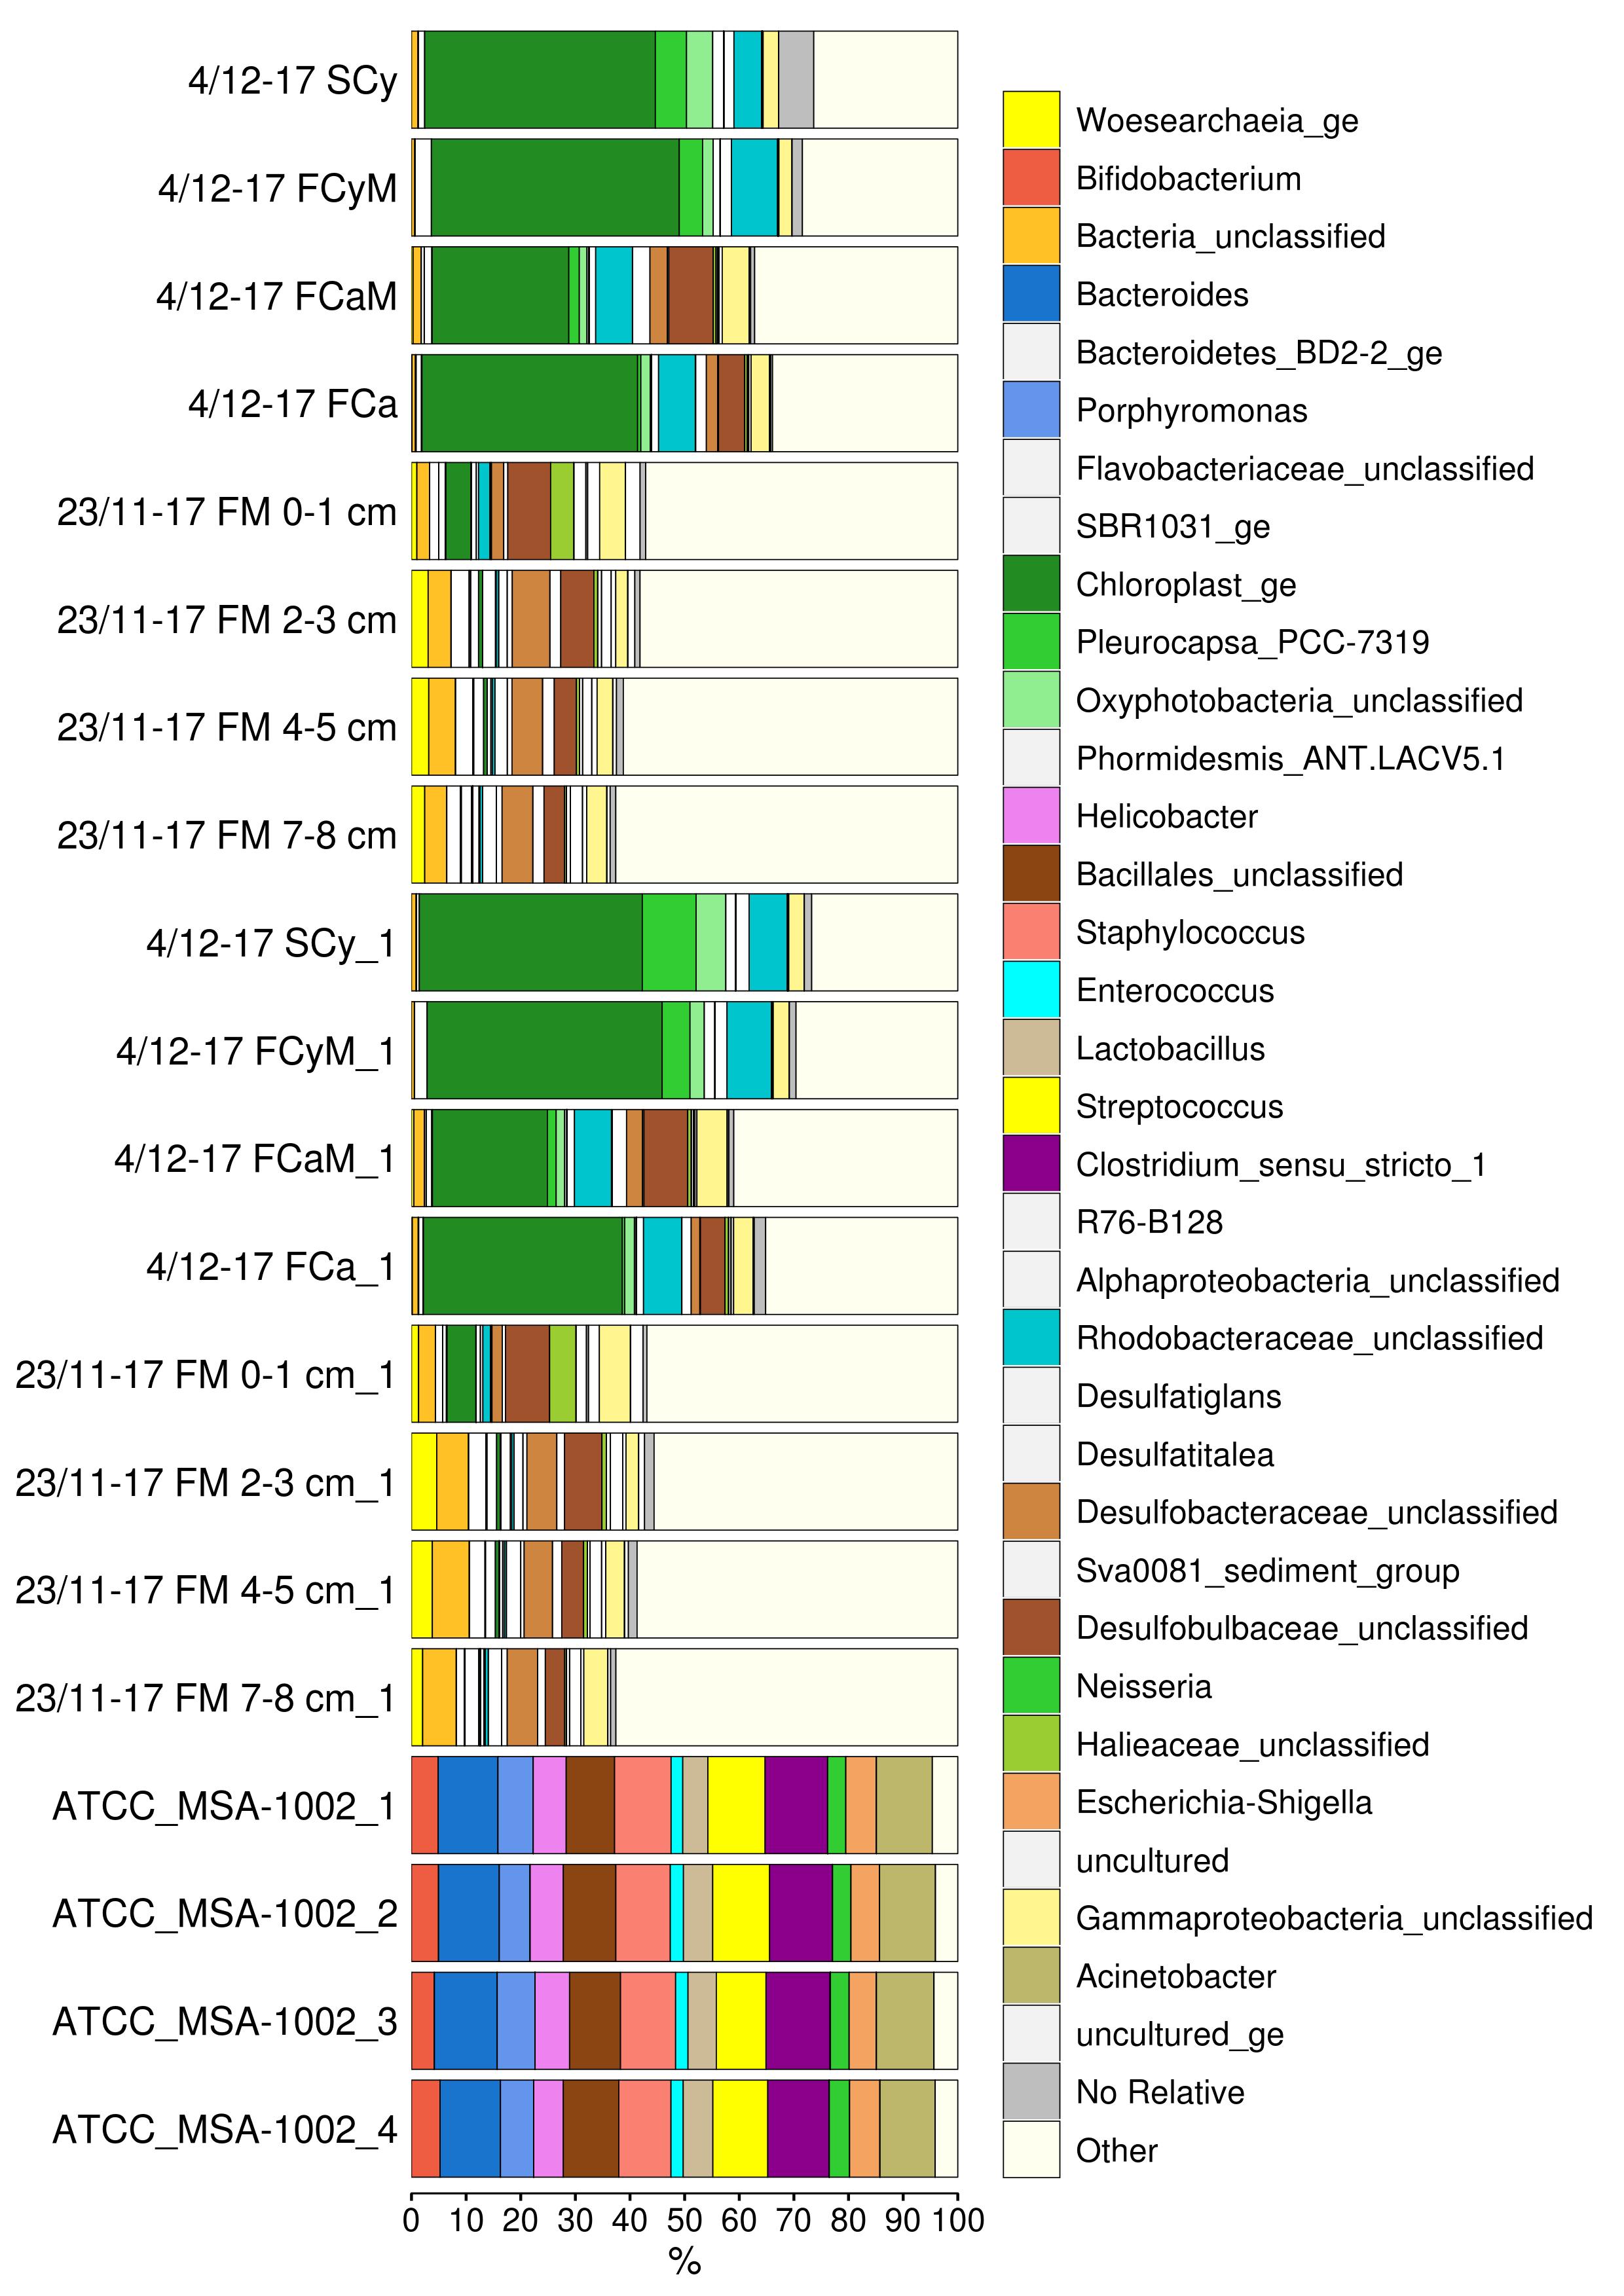 4/12-17 SCy
4/12-17 FCyM
4/12-17 FCaM
4/12-17 FCa
23/11-17 FM 0-1 cm
23/11-17 FM 2-3 cm
23/11-17 FM 4-5 cm
23/11-17 FM 7-8 cm
4/12-17 SCy_1
4/12-17 FCyM_1
4/12-17 FCaM_1
4/12-17 FCa_1
23/11-17 FM 0-1 cm_1
23/11-17 FM 2-3 cm_1
23/11-17 FM 4-5 cm_1
23/11-17 FM 7-8 cm_1
ATCC_MSA-1002_1
ATCC_MSA-1002_2
ATCC_MSA-1002_3
ATCC_MSA-1002_4
0 10 20 30 40 50 60 70 80 90 100
%
Woesearchaeia_ge
Bifidobacterium
Bacteria_unclassified
Bacteroides
Bacteroidetes_BD2-2_ge
Porphyromonas
Flavobacteriaceae_unclassified
SBR1031_ge
Chloroplast_ge
Pleurocapsa_PCC-7319
Oxyphotobacteria_unclassified
Phormidesmis_ANT.LACV5.1
Helicobacter
Bacillales_unclassified
Staphylococcus
Enterococcus
Lactobacillus
Streptococcus
Clostridium_sensu_stricto_1
R76-B128
Alphaproteobacteria_unclassified
Rhodobacteraceae_unclassified
Desulfatiglans
Desulfatitalea
Desulfobacteraceae_unclassified
Sva0081_sediment_group
Desulfobulbaceae_unclassified
Neisseria
Halieaceae_unclassified
Escherichia-Shigella
uncultured
Gammaproteobacteria_unclassified
Acinetobacter
uncultured_ge
No Relative
Other